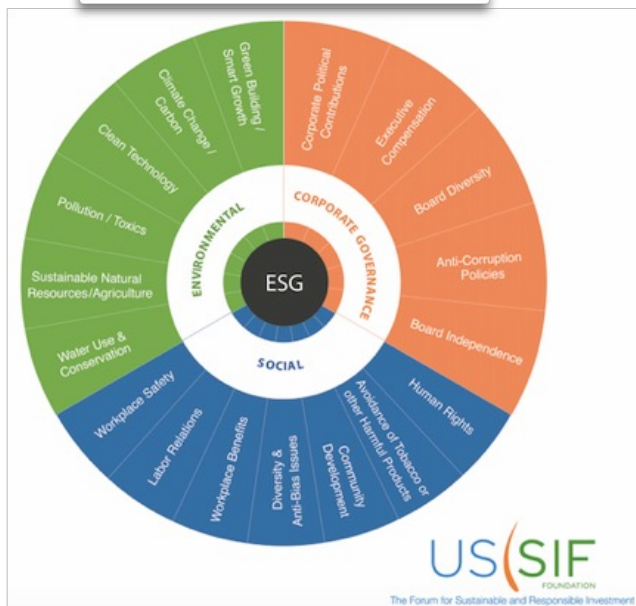 Green Building /
Smart Growth
Climate Change /
Carbon
Clean Technology
Pollution / Toxics
Sustainable Natural
Resources/Agriculture
Water Use &
Conservation
Corporate Political
Contributions
Executive
Compensation
Board Diversity
Anti-Corruption
Policies
Board Independence
ENVIRONMENTAL
CORPORATE GOVERNANCE
ESG
SOCIAL
Workplace Safety
Labor Relations
Workplace Benefits
Diversity &
Anti-Bias Issues
Community
Development
Avoidance of Tobacco or
other Harmful Products
Human Rights
US(SIF
FOUNDATION
The Forum for Sustainable and Responsible Investment